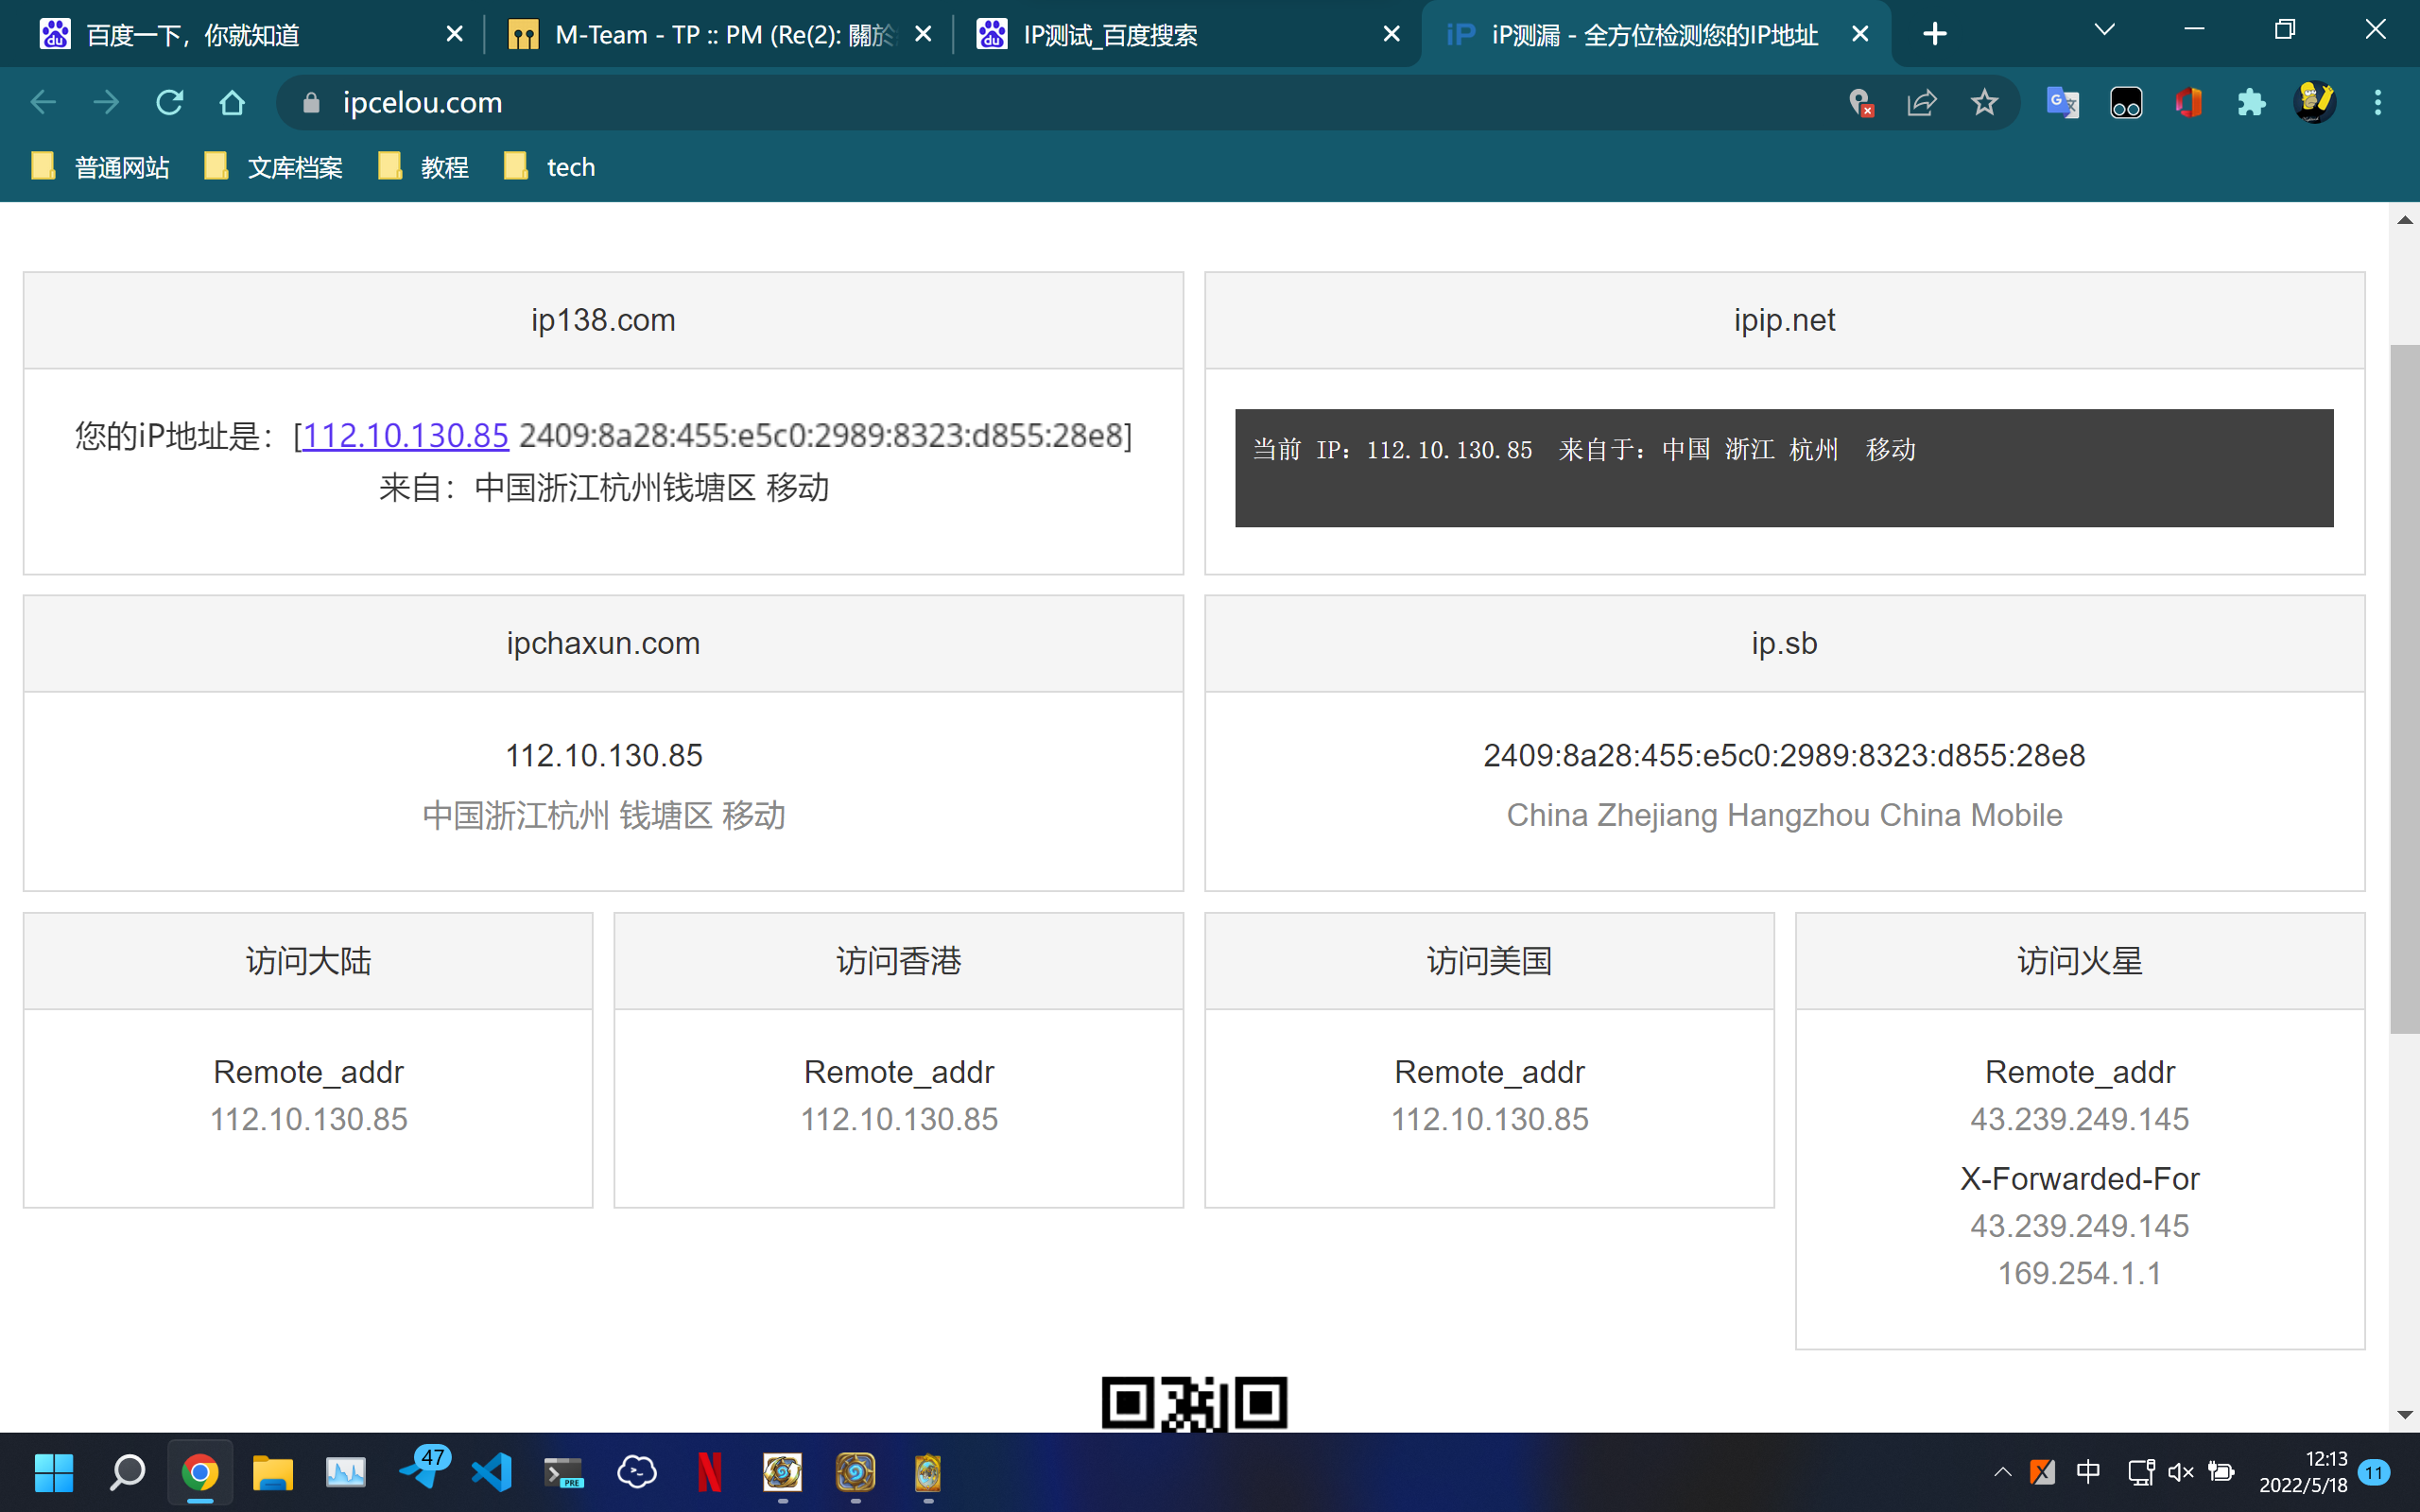 百度一下，你就知道
M-Team - TP :: PM (Re(2): 關於
IP测试_百度搜索
iP测漏 - 全方位检测您的IP地址
ipcelou.com
普通网站
文库档案
教程
tech
ip138.com
您的iP地址是：[112.10.130.85 2409:8a28:455:e5c0:2989:8323:d855:28e8]
来自：中国浙江杭州钱塘区 移动
ipip.net
当前 IP：112.10.130.85 来自于：中国 浙江 杭州 移动
ipchaxun.com
112.10.130.85
中国浙江杭州 钱塘区 移动
ip.sb
2409:8a28:455:e5c0:2989:8323:d855:28e8
China Zhejiang Hangzhou China Mobile
访问大陆
Remote_addr
112.10.130.85
访问香港
Remote_addr
112.10.130.85
访问美国
Remote_addr
112.10.130.85
访问火星
Remote_addr
43.239.249.145
X-Forwarded-For
43.239.249.145
169.254.1.1
47
PRE
中
12:13
2022/5/18
11